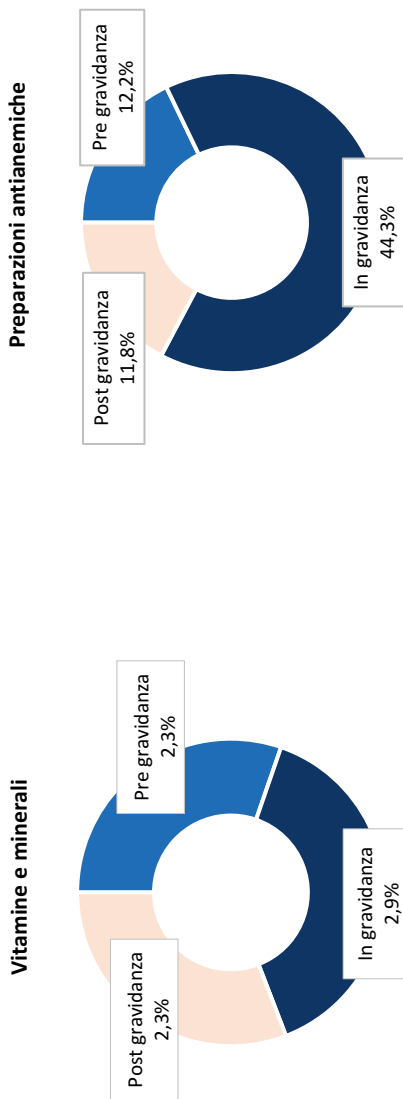 Vitamine e minerali
Pre gravidanza
2,3%
In gravidanza
2,9%
Post gravidanza
2,3%
Preparazioni antianemiche
Pre gravidanza
12,2%
In gravidanza
44,3%
Post gravidanza
11,8%